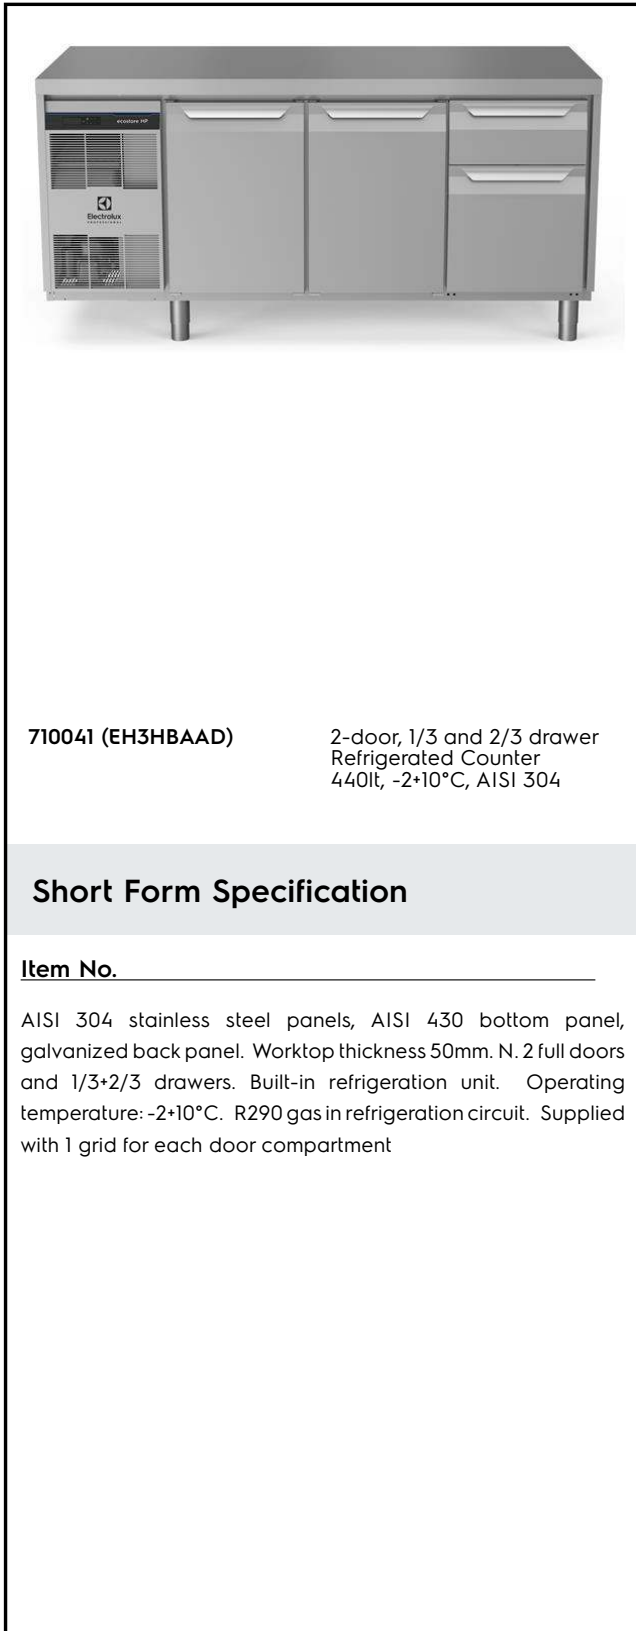 ecostore HP
Electrolux
PROFESSIONAL
710041 (EH3HBAAD)
2-door, 1/3 and 2/3 drawer
Refrigerated Counter
440lt, -2+10°C, AISI 304
Short Form Specification
Item No.
AISI 304 stainless steel panels, AISI 430 bottom panel,
galvanized back panel. Worktop thickness 50mm. N. 2 full doors
and 1/3+2/3 drawers. Built-in refrigeration unit. Operating
temperature: -2+10°C. R290 gas in refrigeration circuit. Supplied
with 1 grid for each door compartment